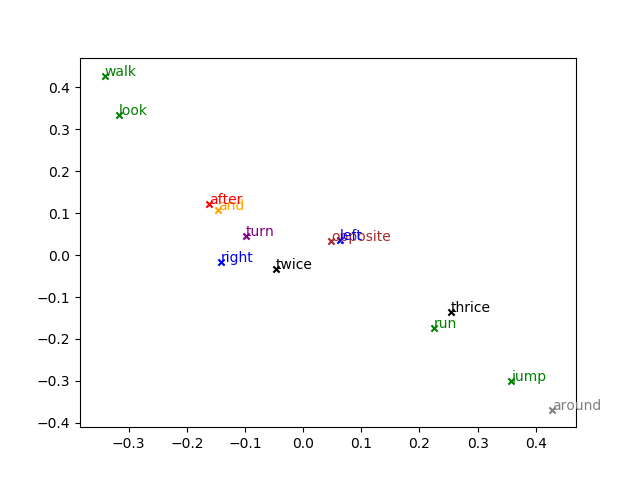 walk
look
after
and
turn
opposite
left
right
twice
thrice
run
jump
around
0.4
0.3
0.2
0.1
0.0
−0.1
−0.2
−0.3
−0.4
−0.3 −0.2 −0.1 0.0 0.1 0.2 0.3 0.4